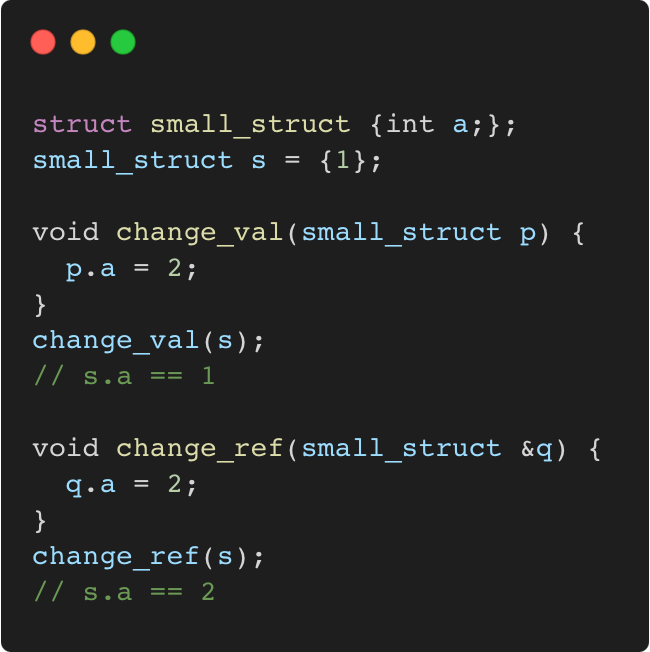 struct small_struct {int a;};
small_struct s = {1};

void change_val(small_struct p) {
  p.a = 2;
}
change_val(s);
// s.a == 1

void change_ref(small_struct &q) {
  q.a = 2;
}
change_ref(s);
// s.a == 2